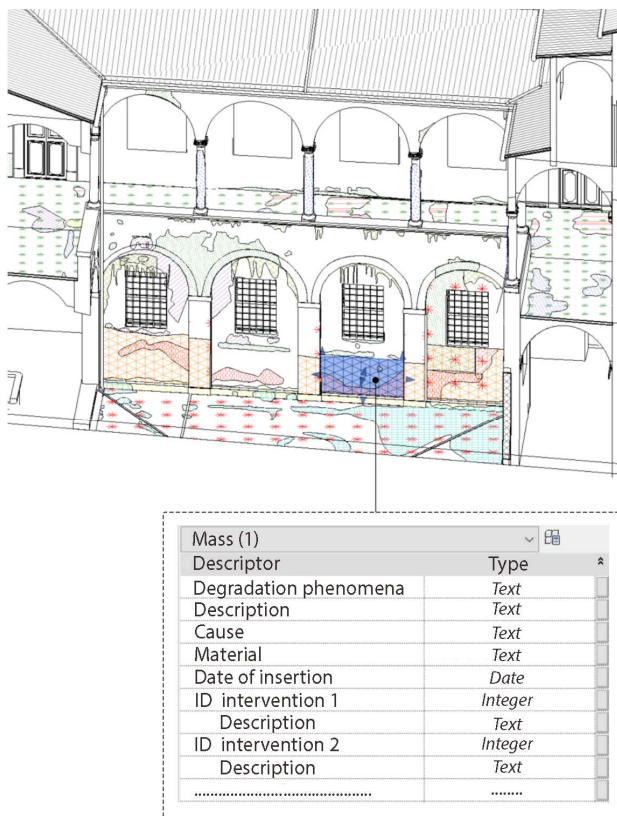 Mass (1)
Descriptor Type
Degradation phenomena Text
Description Text
Cause Text
Material Text
Date of insertion Date
ID intervention 1 Integer
Description Text
ID intervention 2 Integer
Description Text
............................................ ........